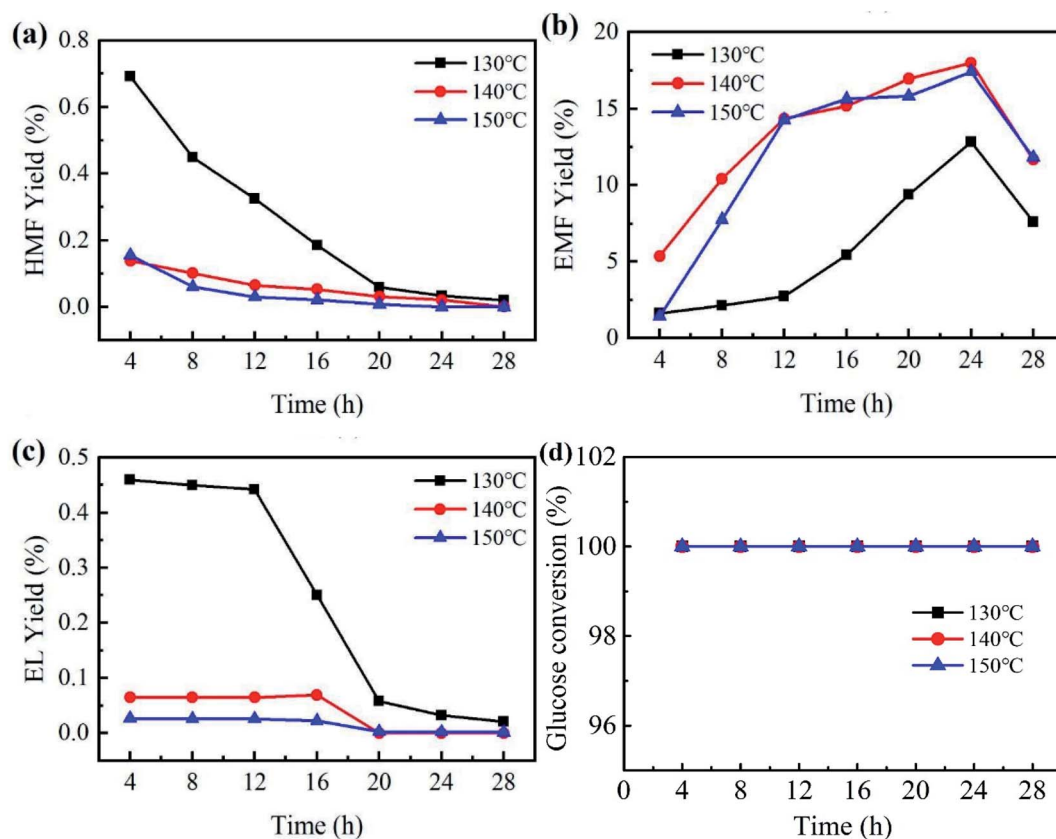 (a)
HMF Yield (%)
0.8
0.6
0.4
0.2
0.0
130℃
140℃
150℃
4 8 12 16 20 24 28
Time (h)
(b)
EMF Yield (%)
20
15
10
5
0
130℃
140℃
150℃
4 8 12 16 20 24 28
Time (h)
(c)
EL Yield (%)
0.5
0.4
0.3
0.2
0.1
0.0
130℃
140℃
150℃
4 8 12 16 20 24 28
Time (h)
(d)
Glucose conversion (%)
102
100
98
96
130℃
140℃
150℃
0 4 8 12 16 20 24 28
Time (h)